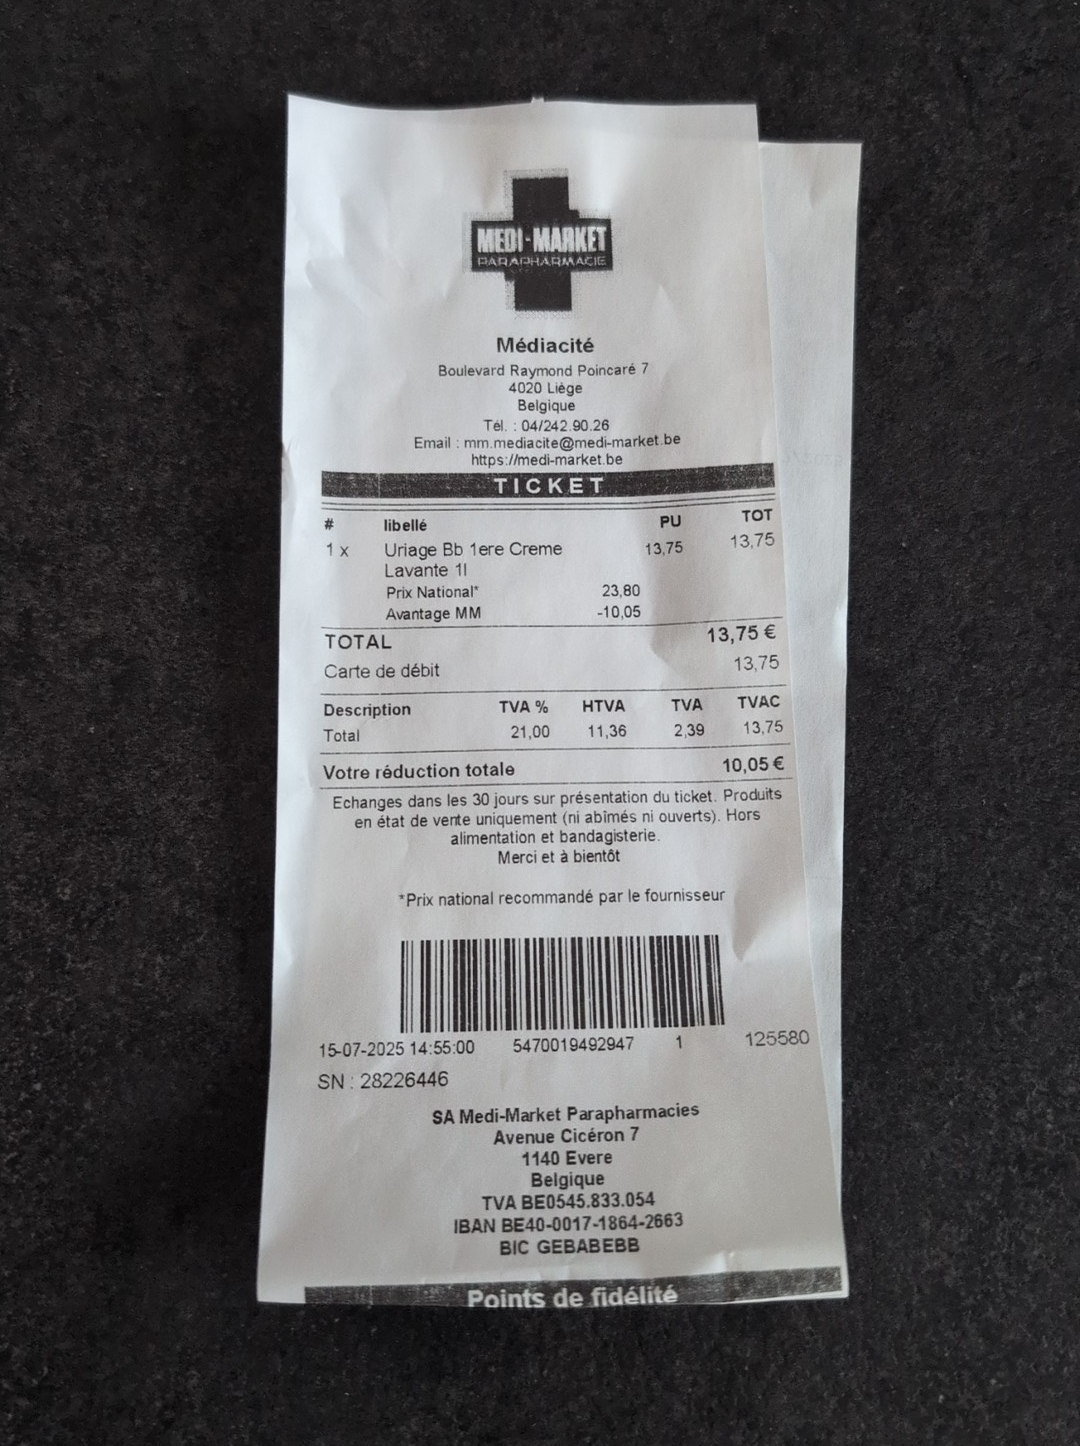 MEDI-MARKET
PARAPHARMACIE
Médiacité
Boulevard Raymond Poincaré 7
4020 Liège
Belgique
Tél. : 04/242.90.26
Email : mm.mediacite@medi-market.be
https://medi-market.be
TICKET
# libellé PU TOT
1 x Uriage Bb 1ere Creme 13,75 13,75
Lavante 1l
Prix National* 23,80
Avantage MM -10,05
TOTAL 13,75 €
Carte de débit 13,75
Description TVA % HTVA TVA TVAC
Total 21,00 11,36 2,39 13,75
Votre réduction totale 10,05 €
Echanges dans les 30 jours sur présentation du ticket. Produits
en état de vente uniquement (ni abîmés ni ouverts). Hors
alimentation et bandagisterie.
Merci et à bientôt
*Prix national recommandé par le fournisseur
15-07-2025 14:55:00 5470019492947 1 125580
SN : 28226446
SA Medi-Market Parapharmacies
Avenue Cicéron 7
1140 Evere
Belgique
TVA BE0545.833.054
IBAN BE40-0017-1864-2663
BIC GEBABEBB
Points de fidélité